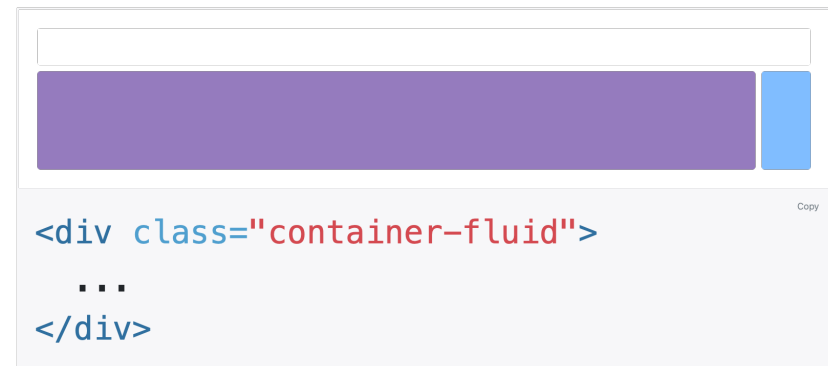 Copy
<div class="container-fluid">
...
</div>